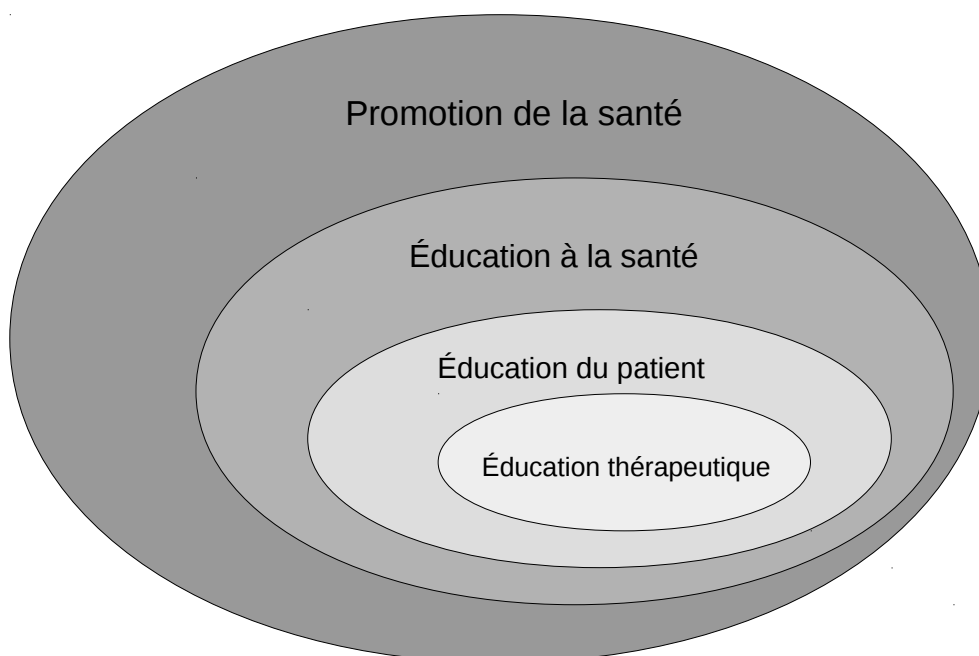 Promotion de la santé
Éducation à la santé
Éducation du patient
Éducation thérapeutique